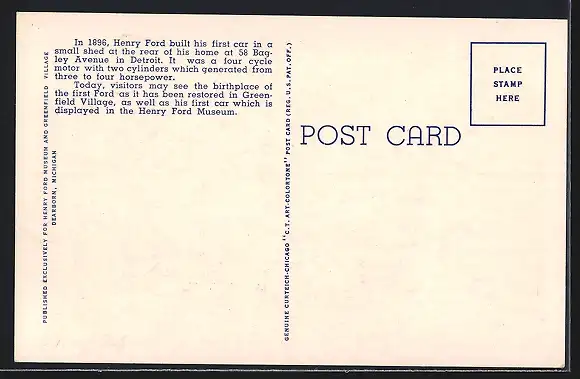 In 1896, Henry Ford built his first car in a
small shed at the rear of his home at 58 Bag-
ley Avenue in Detroit. It was a four cycle
motor with two cylinders which generated from
three to four horsepower.
Today, visitors may see the birthplace of
the first Ford as it has been restored in Green-
field Village, as well as his first car which is
displayed in the Henry Ford Museum.
PUBLISHED EXCLUSIVELY FOR HENRY FORD MUSEUM AND GREENFIELD VILLAGE
DEARBORN, MICHIGAN
GENUINE CURTEICH-CHICAGO "C.T. ART-COLORTONE" POST CARD (REG. U.S. PAT. OFF.)
POST CARD
PLACE
STAMP
HERE